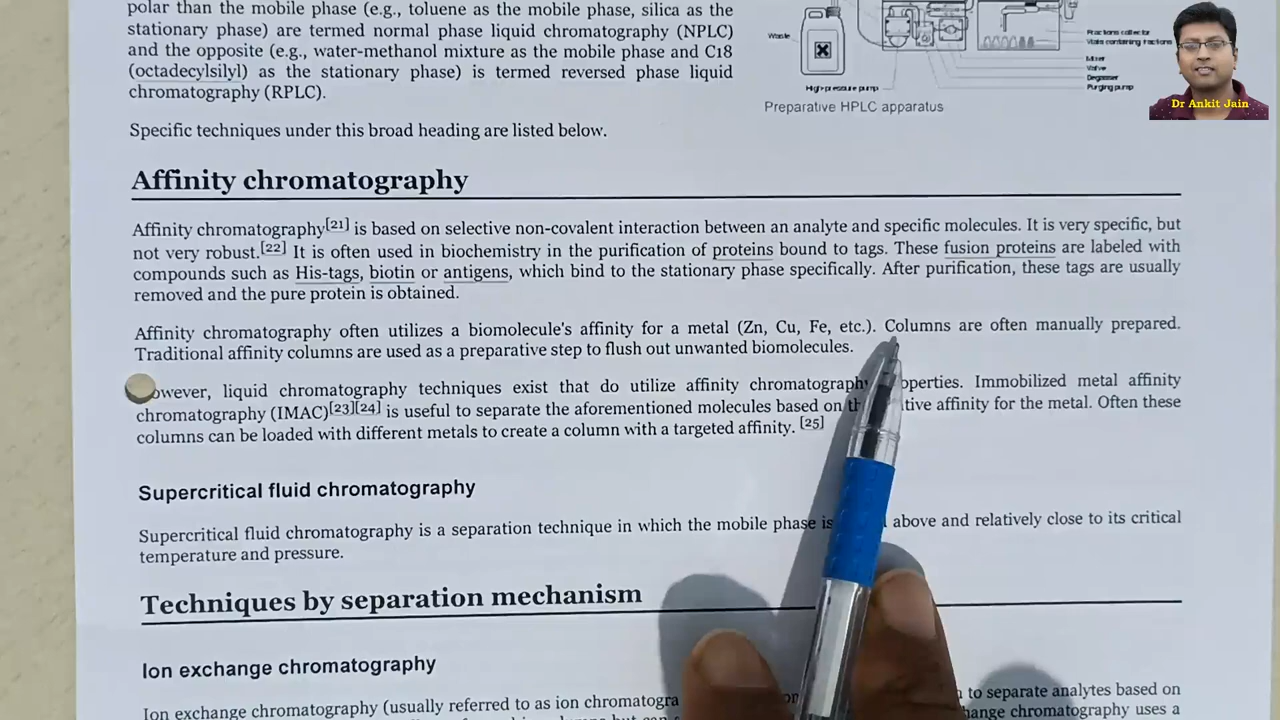 polar than the mobile phase (e.g., toluene as the mobile phase, silica as the
stationary phase) are termed normal phase liquid chromatography (NPLC)
and the opposite (e.g., water-methanol mixture as the mobile phase and C18
(octadecylsilyl) as the stationary phase) is termed reversed phase liquid
chromatography (RPLC).
Waste
High-pressure pump
Fractions collector
Vials containing fractions
Mixer
Valve
Degasser
Purging pump
Preparative HPLC apparatus
Dr Ankit Jain
Specific techniques under this broad heading are listed below.
Affinity chromatography
Affinity chromatography[21] is based on selective non-covalent interaction between an analyte and specific molecules. It is very specific, but
not very robust.[22] It is often used in biochemistry in the purification of proteins bound to tags. These fusion proteins are labeled with
compounds such as His-tags, biotin or antigens, which bind to the stationary phase specifically. After purification, these tags are usually
removed and the pure protein is obtained.
Affinity chromatography often utilizes a biomolecule's affinity for a metal (Zn, Cu, Fe, etc.). Columns are often manually prepared.
Traditional affinity columns are used as a preparative step to flush out unwanted biomolecules.
owever, liquid chromatography techniques exist that do utilize affinity chromatography operties. Immobilized metal affinity
chromatography (IMAC)[23][24] is useful to separate the aforementioned molecules based on th tive affinity for the metal. Often these
columns can be loaded with different metals to create a column with a targeted affinity. [25]
Supercritical fluid chromatography
Supercritical fluid chromatography is a separation technique in which the mobile phase is above and relatively close to its critical
temperature and pressure.
Techniques by separation mechanism
Ion exchange chromatography
Ion exchange chromatography (usually referred to as ion chromatogra to separate analytes based on
hange chromatography uses a